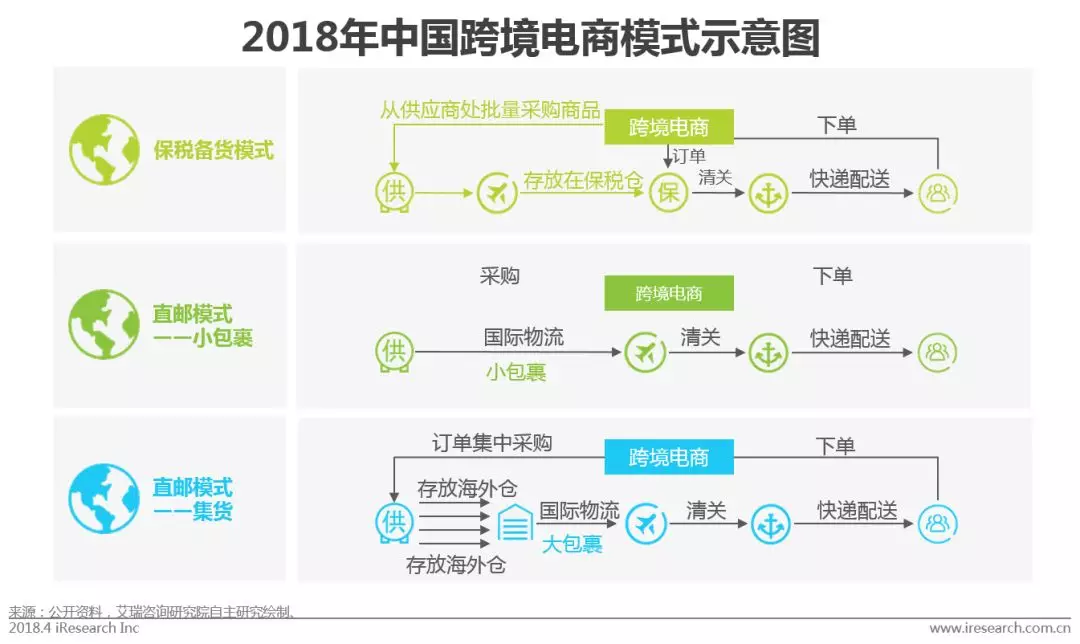 2018年中国跨境电商模式示意图
保税备货模式
从供应商处批量采购商品
跨境电商
下单
订单
供
存放在保税仓
保
清关
快递配送
直邮模式
——小包裹
采购
跨境电商
下单
供
国际物流
小包裹
清关
快递配送
直邮模式
——集货
订单集中采购
跨境电商
下单
存放海外仓
供
国际物流
大包裹
清关
快递配送
存放海外仓
来源：公开资料，艾瑞咨询研究院自主研究绘制、
2018.4 iResearch Inc
www.iresearch.com.cn